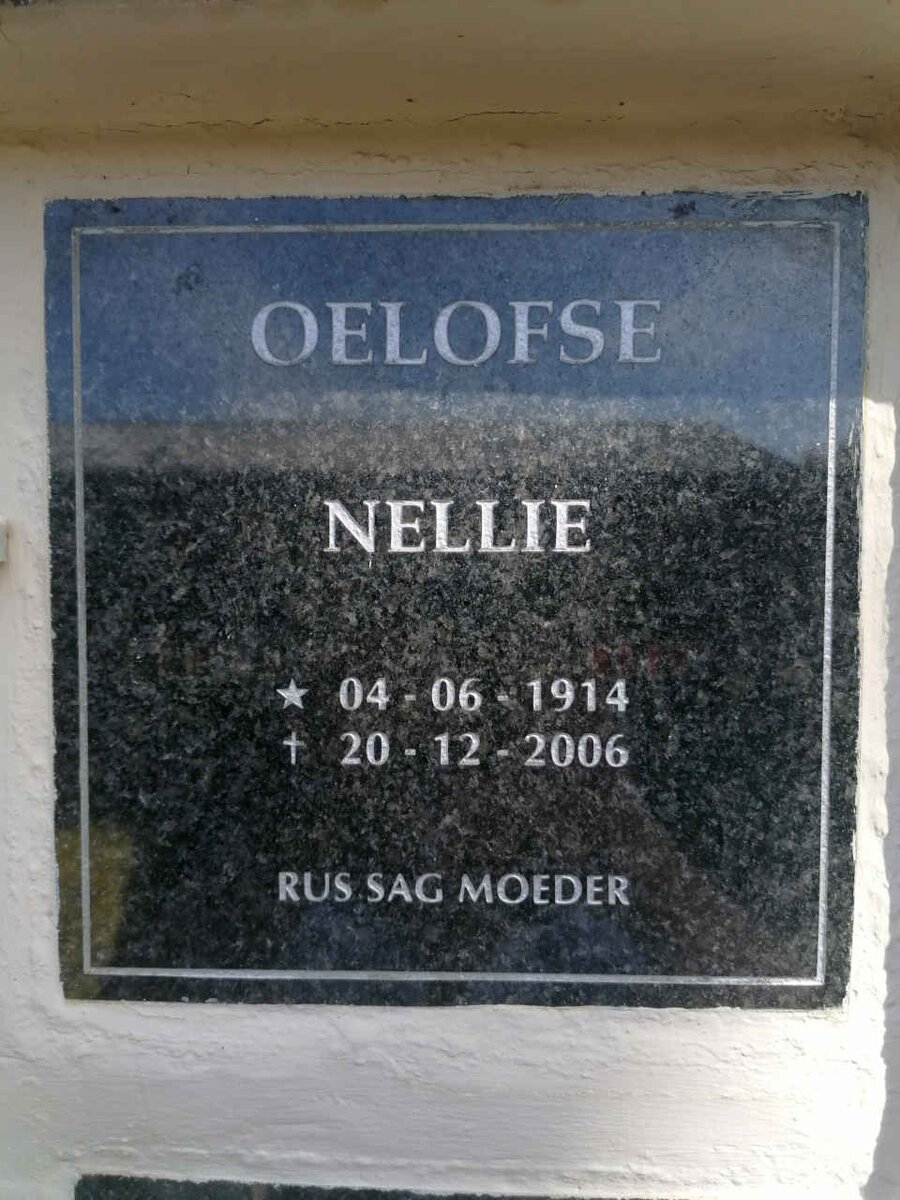 OELOFSE
NELLIE
★ 04 - 06 - 1914
† 20 - 12 - 2006
RUS SAG MOEDER